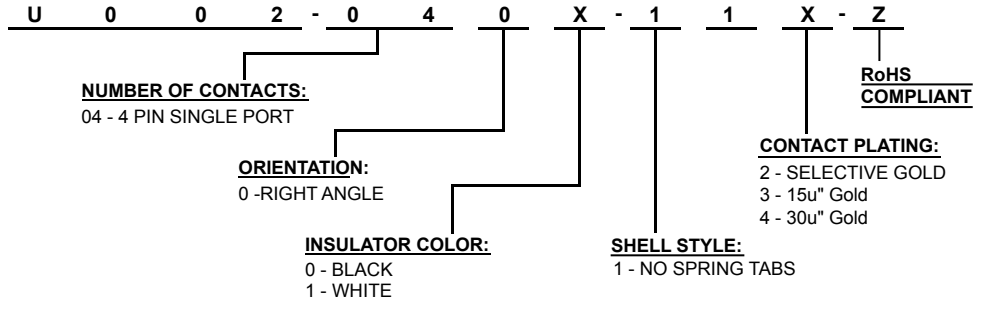 U 0 0 2 - 0 4 0 X - 1 1 X - Z
NUMBER OF CONTACTS:
04 - 4 PIN SINGLE PORT
ORIENTATION:
0 -RIGHT ANGLE
INSULATOR COLOR:
0 - BLACK
1 - WHITE
SHELL STYLE:
1 - NO SPRING TABS
CONTACT PLATING:
2 - SELECTIVE GOLD
3 - 15u" Gold
4 - 30u" Gold
RoHS
COMPLIANT